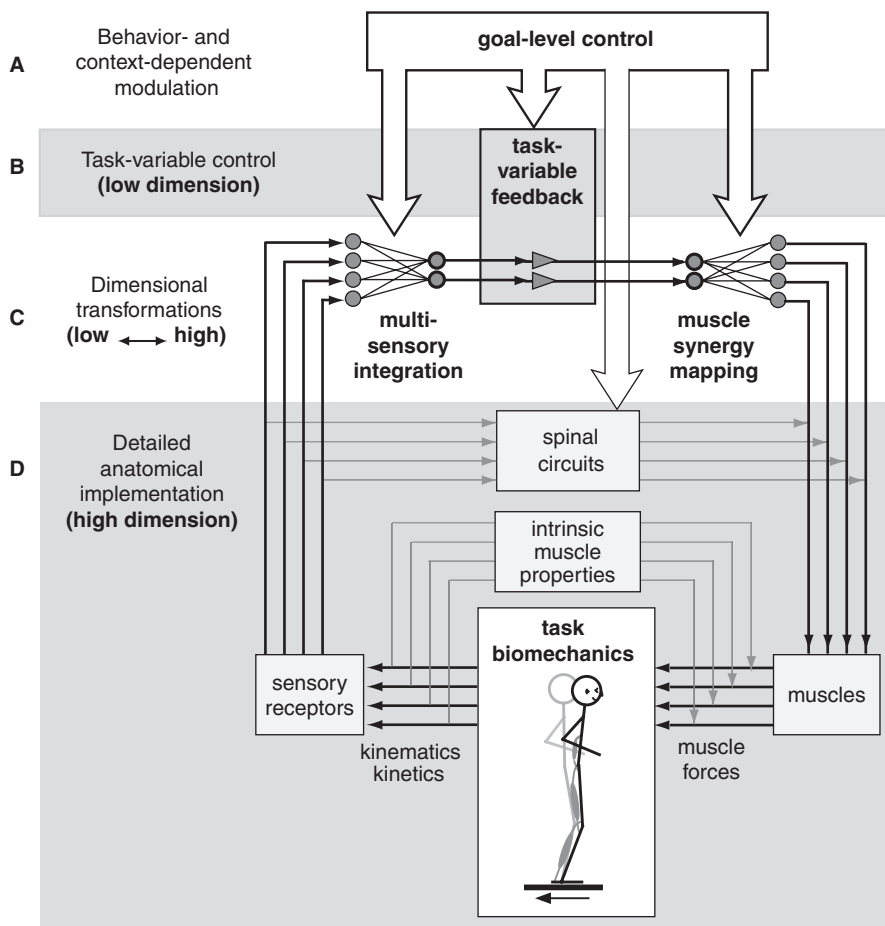 A
Behavior- and
context-dependent
modulation
goal-level control
B
Task-variable control
(low dimension)
task-
variable
feedback
C
Dimensional
transformations
(low ⟷ high)
multi-
sensory
integration
muscle
synergy
mapping
D
Detailed
anatomical
implementation
(high dimension)
spinal
circuits
intrinsic
muscle
properties
task
biomechanics
sensory
receptors
muscles
kinematics
kinetics
muscle
forces